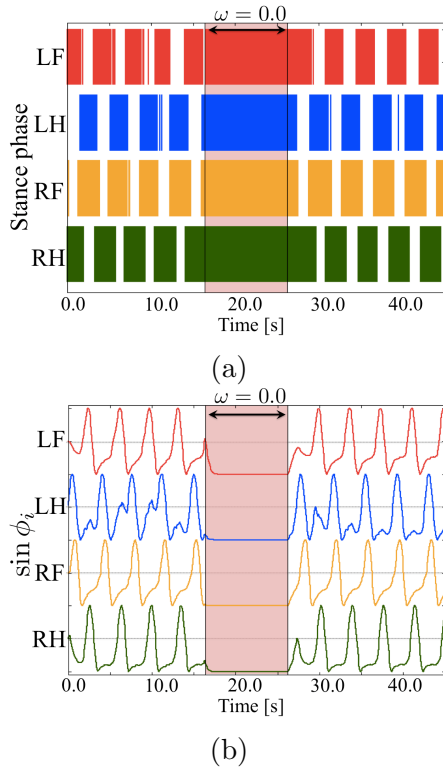 ω = 0.0
LF
LH
RF
RH
Stance phase
0.0 10.0 20.0 30.0 40.0
Time [s]
(a)
ω = 0.0
LF
LH
RF
RH
sin ϕi
0.0 10.0 20.0 30.0 40.0
Time [s]
(b)